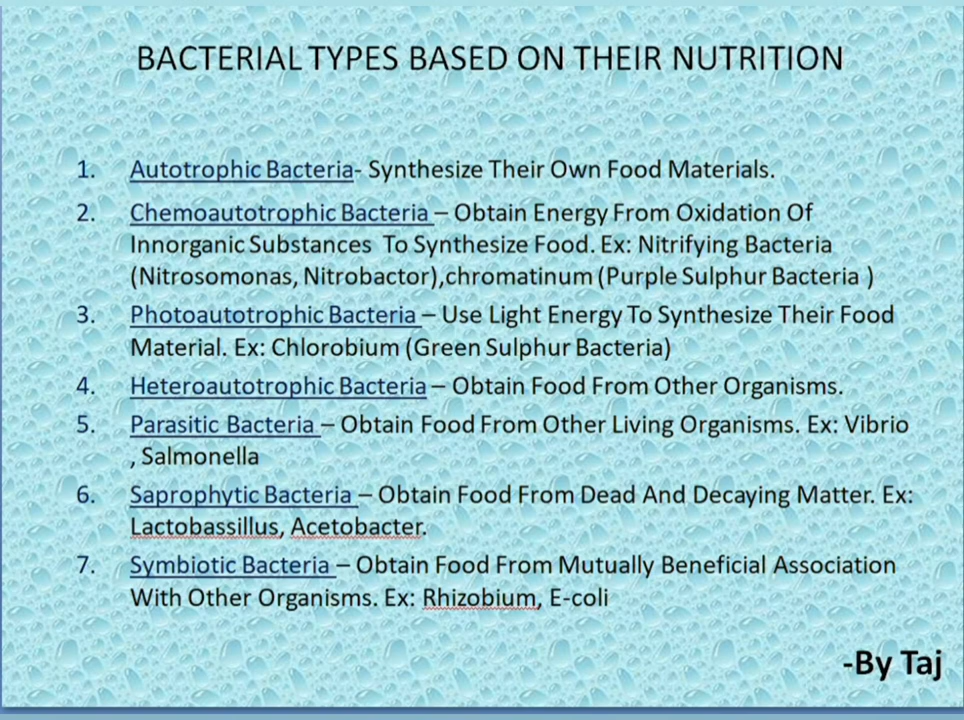 BACTERIAL TYPES BASED ON THEIR NUTRITION
1. Autotrophic Bacteria- Synthesize Their Own Food Materials.
2. Chemoautotrophic Bacteria – Obtain Energy From Oxidation Of
Innorganic Substances To Synthesize Food. Ex: Nitrifying Bacteria
(Nitrosomonas, Nitrobactor),chromatinum (Purple Sulphur Bacteria )
3. Photoautotrophic Bacteria – Use Light Energy To Synthesize Their Food
Material. Ex: Chlorobium (Green Sulphur Bacteria)
4. Heteroautotrophic Bacteria – Obtain Food From Other Organisms.
5. Parasitic Bacteria – Obtain Food From Other Living Organisms. Ex: Vibrio
, Salmonella
6. Saprophytic Bacteria – Obtain Food From Dead And Decaying Matter. Ex:
Lactobassillus, Acetobacter.
7. Symbiotic Bacteria – Obtain Food From Mutually Beneficial Association
With Other Organisms. Ex: Rhizobium, E-coli
-By Taj